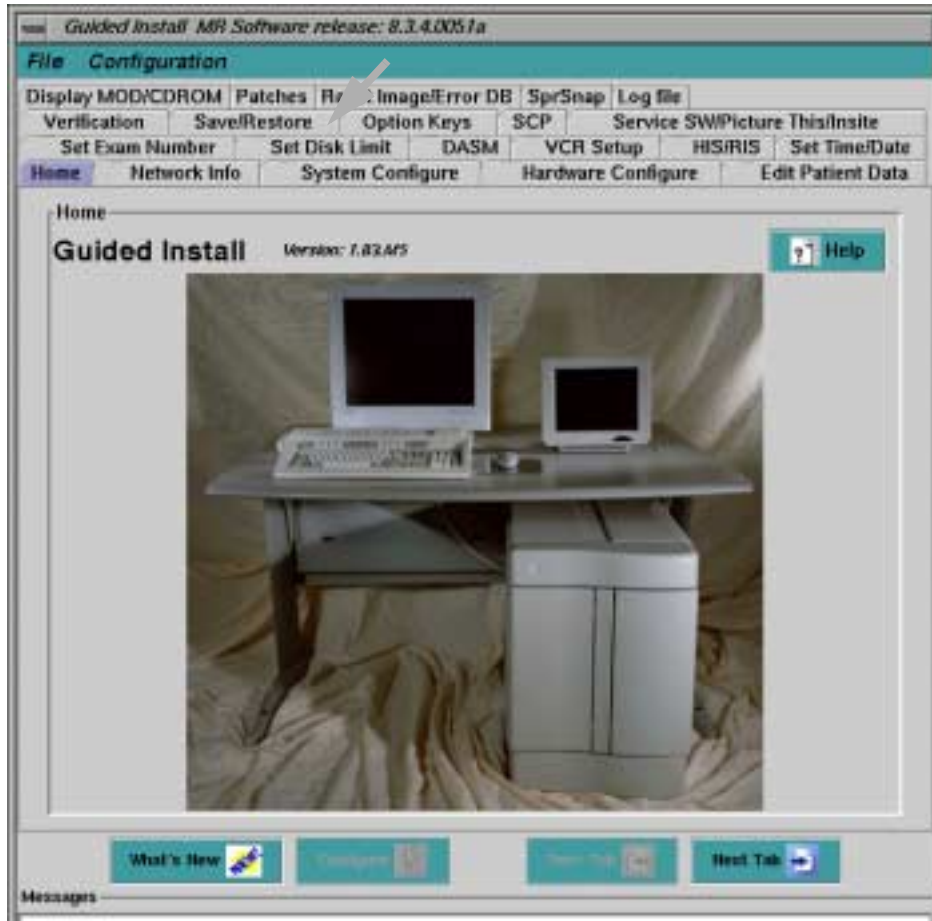 Guided Install MR Software release: 8.3.4.0051a
File Configuration
Display MOD/CDROM Patches Image/Error DB SprSnap Log file
Verification Save/Restore Option Keys SCP Service SW/Picture This/Insite
Set Exam Number Set Disk Limit DASM VCR Setup HIS/RIS Set Time/Date
Home Network Info System Configure Hardware Configure Edit Patient Data
Home
Guided Install Version: 1.83.M5
? Help
What's New Configure Next Tab
Messages